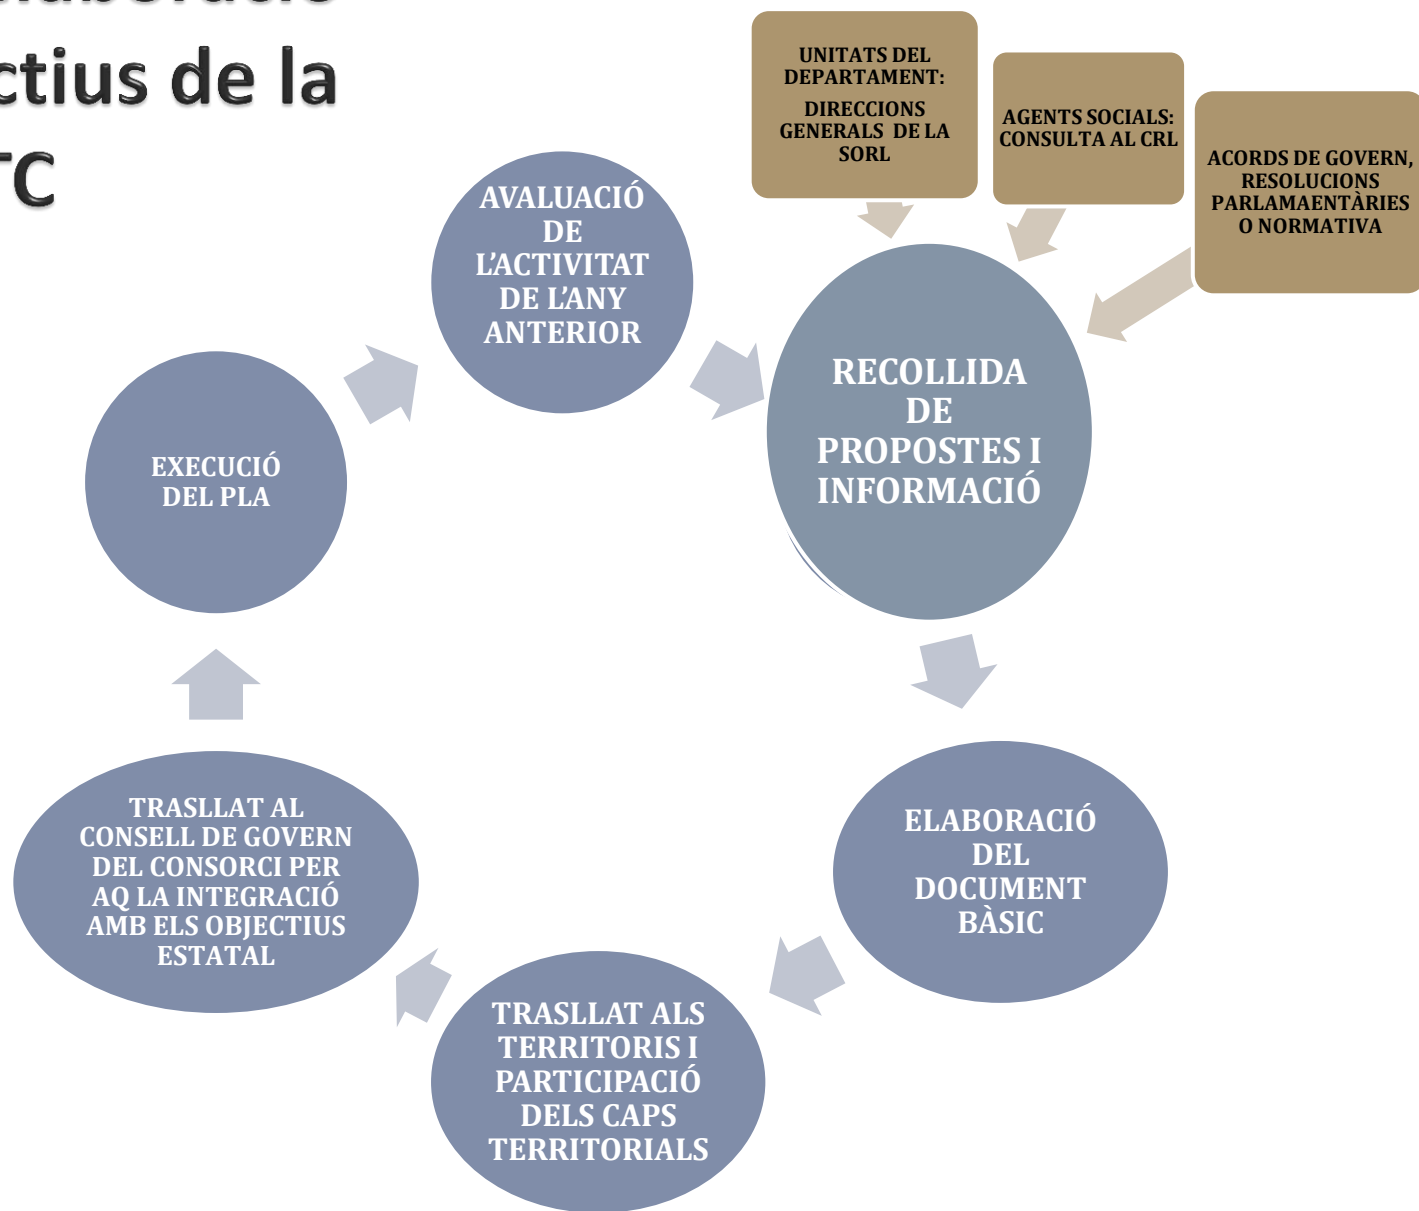 ctius de la
TC
UNITATS DEL
DEPARTAMENT:
DIRECCIONS
GENERALS DE LA
SORL
AGENTS SOCIALS:
CONSULTA AL CRL
ACORDS DE GOVERN,
RESOLUCIONS
PARLAMAENTÀRIES
O NORMATIVA
AVALUACIÓ
DE
L'ACTIVITAT
DE L'ANY
ANTERIOR
RECOLLIDA
DE
PROPOSTES I
INFORMACIÓ
EXECUCIÓ
DEL PLA
ELABORACIÓ
DEL
DOCUMENT
BÀSIC
TRASLLAT AL
CONSELL DE GOVERN
DEL CONSORCI PER
AQ LA INTEGRACIÓ
AMB ELS OBJECTIUS
ESTATAL
TRASLLAT ALS
TERRITORIS I
PARTICIPACIÓ
DELS CAPS
TERRITORIALS